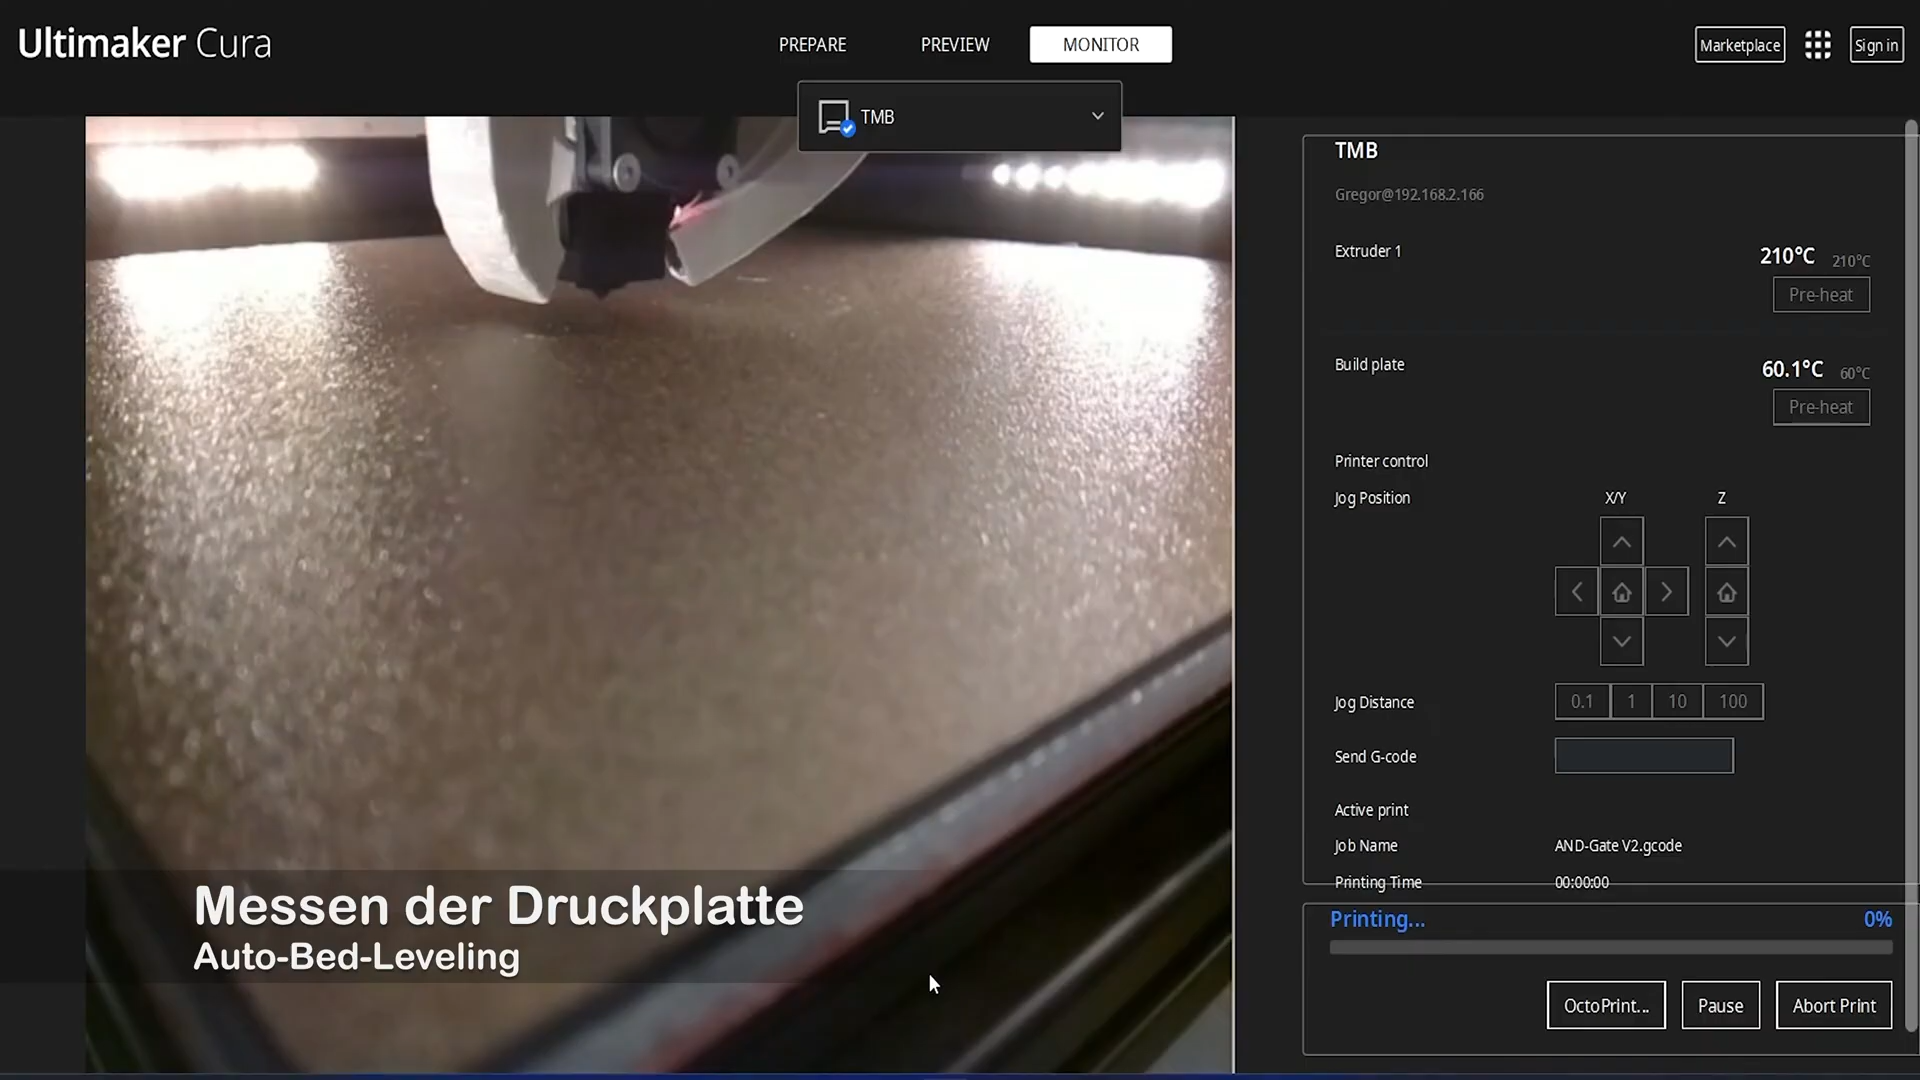 Ultimaker Cura
PREPARE
PREVIEW
MONITOR
Marketplace
Sign in
TMB
TMB
Gregor@192.168.2.166
Extruder 1
210°C 210°C
Pre-heat
Build plate
60.1°C 60°C
Pre-heat
Printer control
Jog Position
X/Y
Z
Jog Distance
0.1 1 10 100
Send G-code
Active print
Job Name AND-Gate V2.gcode
Printing Time 00:00:00
Printing... 0%
OctoPrint...
Pause
Abort Print
Messen der Druckplatte
Auto-Bed-Leveling